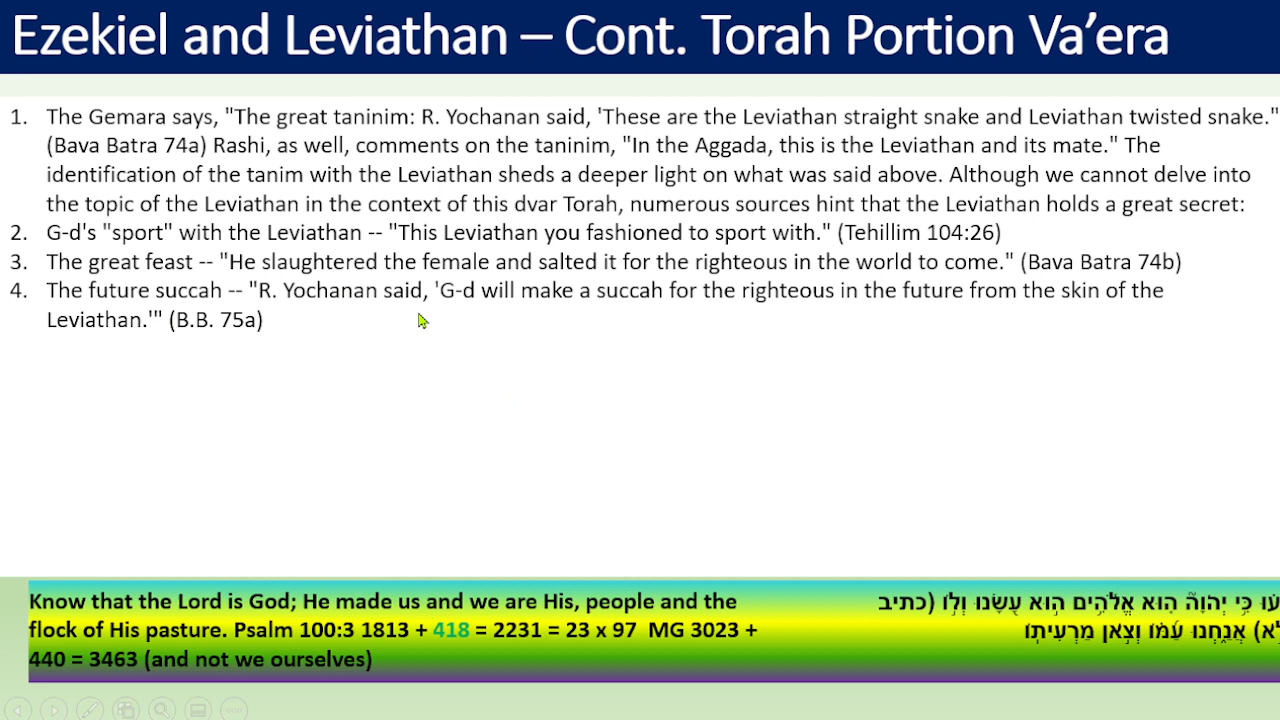 Ezekiel and Leviathan – Cont. Torah Portion Va'era
1. The Gemara says, "The great taninim: R. Yochanan said, 'These are the Leviathan straight snake and Leviathan twisted snake."
(Bava Batra 74a) Rashi, as well, comments on the taninim, "In the Aggada, this is the Leviathan and its mate." The
identification of the tanim with the Leviathan sheds a deeper light on what was said above. Although we cannot delve into
the topic of the Leviathan in the context of this dvar Torah, numerous sources hint that the Leviathan holds a great secret:
2. G-d's "sport" with the Leviathan -- "This Leviathan you fashioned to sport with." (Tehillim 104:26)
3. The great feast -- "He slaughtered the female and salted it for the righteous in the world to come." (Bava Batra 74b)
4. The future succah -- "R. Yochanan said, 'G-d will make a succah for the righteous in the future from the skin of the
Leviathan.'" (B.B. 75a)
Know that the Lord is God; He made us and we are His, people and the
flock of His pasture. Psalm 100:3 1813 + 418 = 2231 = 23 x 97 MG 3023 +
440 = 3463 (and not we ourselves)
כִּֽי יְהֹוָה֘ ה֤וּא אֱלֹ֫הִ֥ים הֽוּא עָ֖שָׂנוּ וְל֣וֹ (כתיב
אֲנַ֑חְנוּ עַ֜מּ֗וֹ וְצֹ֣אן מַרְעִיתֽוֹ